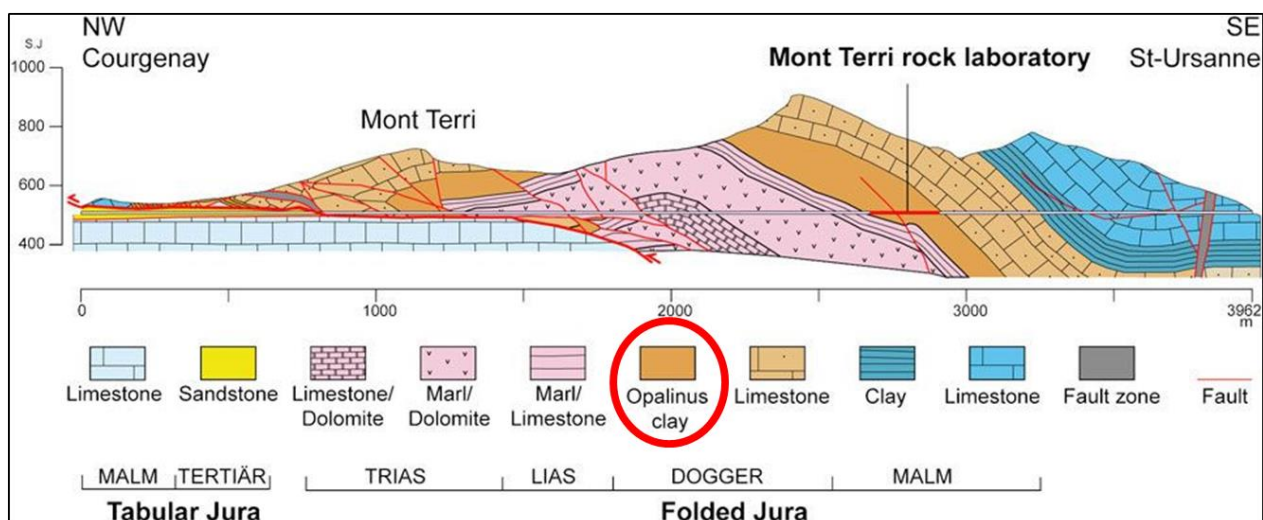 NW
SE
S.J
Courgenay
Mont Terri rock laboratory
St-Ursanne
1000
800
Mont Terri
600
400
0
1000
2000
3000
3962
m
Limestone
Sandstone
Limestone/
Dolomite
Marl/
Dolomite
Marl/
Limestone
Opalinus
clay
Limestone
Clay
Limestone
Fault zone
Fault
MALM
TERTIÄR
TRIAS
LIAS
DOGGER
MALM
Tabular Jura
Folded Jura